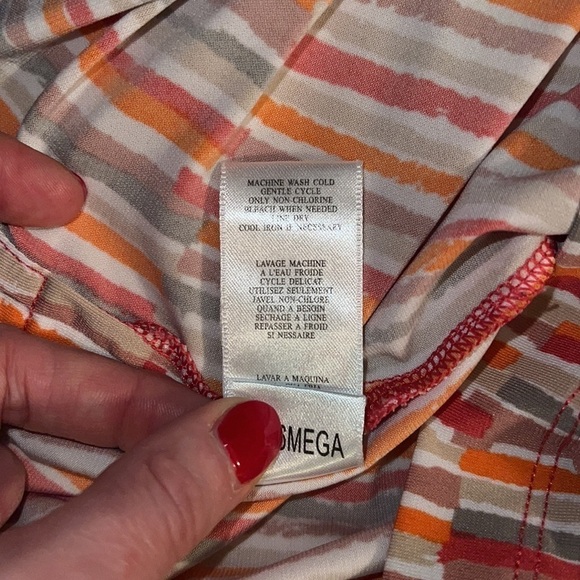 MACHINE WASH COLD
GENTLE CYCLE
ONLY NON-CHLORINE
BLEACH WHEN NEEDED
LINE DRY
COOL IRON IF NECESSARY
LAVAGE MACHINE
A L'EAU FROIDE
CYCLE DELICAT
UTILISEZ SEULEMENT
JAVEL NON-CHLORE
QUAND A BESOIN
SECHAGE A LIGNE
REPASSER A FROID
SI NESSAIRE
LAVAR A MAQUINA
SMEGA